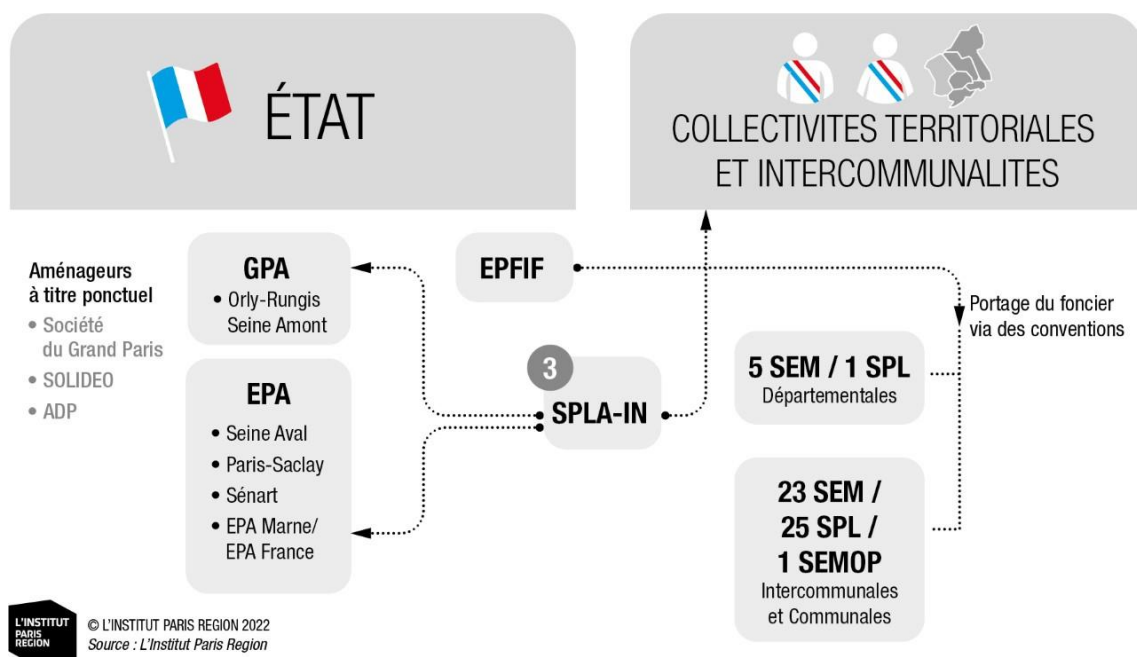 ÉTAT
COLLECTIVITES TERRITORIALES
ET INTERCOMMUNALITES
Aménageurs
à titre ponctuel
• Société
du Grand Paris
• SOLIDEO
• ADP
GPA
• Orly-Rungis
Seine Amont
EPA
• Seine Aval
• Paris-Saclay
• Sénart
• EPA Marne/
EPA France
EPFIF
3
SPLA-IN
Portage du foncier
via des conventions
5 SEM / 1 SPL
Départementales
23 SEM /
25 SPL /
1 SEMOP
Intercommunales
et Communales
L'INSTITUT
PARIS
REGION
© L'INSTITUT PARIS REGION 2022
Source : L'Institut Paris Region